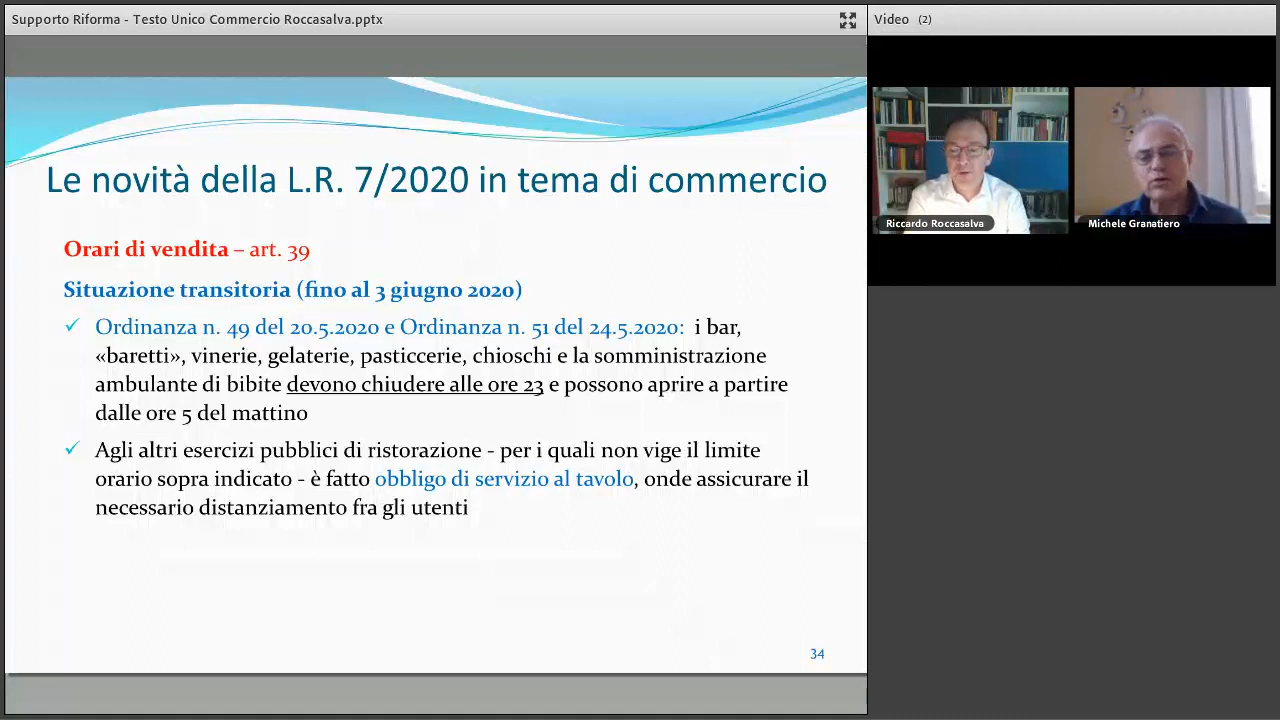 Supporto Riforma - Testo Unico Commercio Roccasalva.pptx
Video (2)
Riccardo Roccasalva
Michele Granatiero
Le novità della L.R. 7/2020 in tema di commercio
Orari di vendita – art. 39
Situazione transitoria (fino al 3 giugno 2020)
✓ Ordinanza n. 49 del 20.5.2020 e Ordinanza n. 51 del 24.5.2020: i bar,
«baretti», vinerie, gelaterie, pasticcerie, chioschi e la somministrazione
ambulante di bibite devono chiudere alle ore 23 e possono aprire a partire
dalle ore 5 del mattino
✓ Agli altri esercizi pubblici di ristorazione - per i quali non vige il limite
orario sopra indicato - è fatto obbligo di servizio al tavolo, onde assicurare il
necessario distanziamento fra gli utenti
34